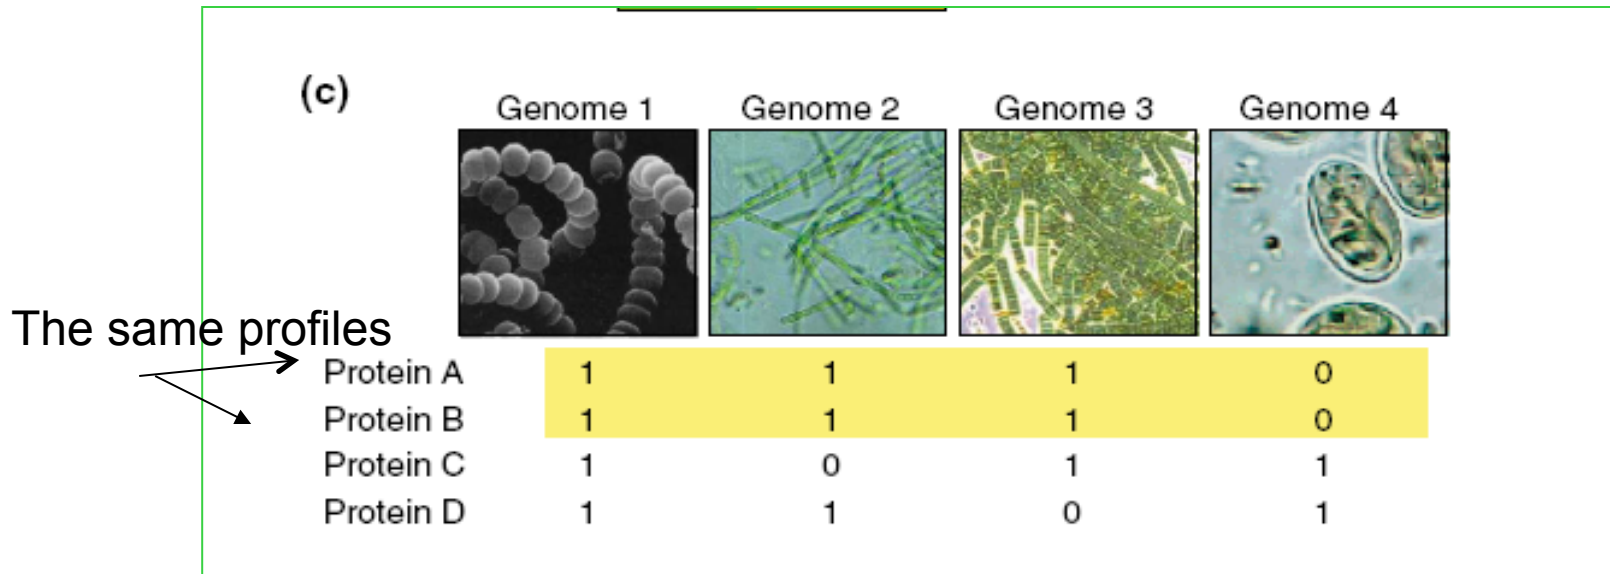 (c)
Genome 1 Genome 2 Genome 3 Genome 4
The same profiles
Protein A 1 1 1 0
Protein B 1 1 1 0
Protein C 1 0 1 1
Protein D 1 1 0 1